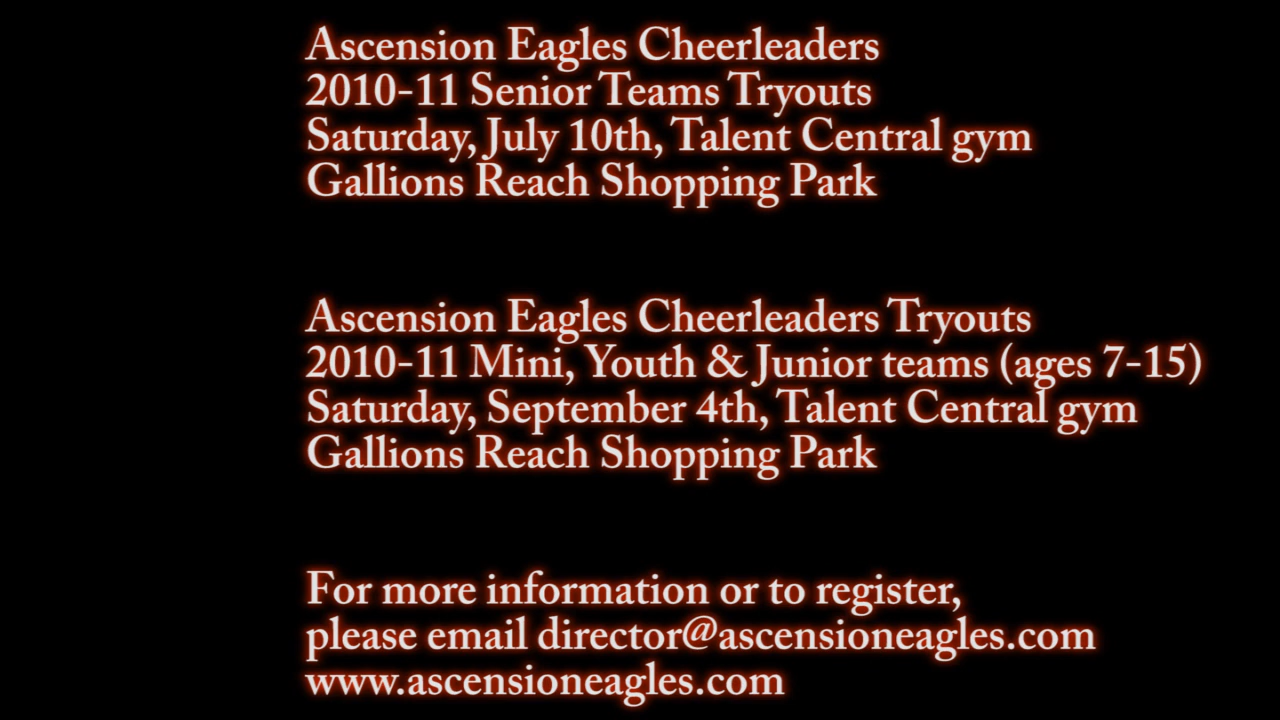 Ascension Eagles Cheerleaders
2010-11 Senior Teams Tryouts
Saturday, July 10th, Talent Central gym
Gallions Reach Shopping Park
Ascension Eagles Cheerleaders Tryouts
2010-11 Mini, Youth & Junior teams (ages 7-15)
Saturday, September 4th, Talent Central gym
Gallions Reach Shopping Park
For more information or to register,
please email director@ascensioneagles.com
www.ascensioneagles.com